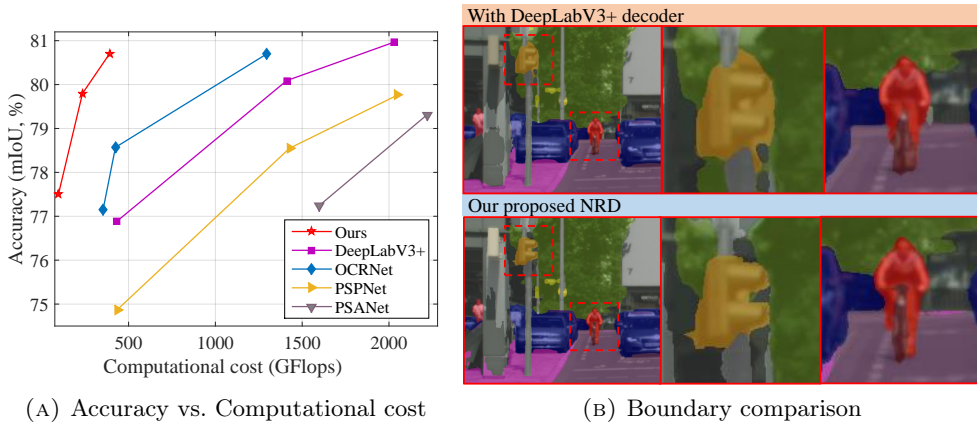 81
80
79
78
77
76
75
500
1000
1500
2000
Accuracy (mIoU, %)
Computational cost (GFlops)
Ours
DeepLabV3+
OCRNet
PSPNet
PSANet
(A) Accuracy vs. Computational cost
With DeepLabV3+ decoder
Our proposed NRD
(B) Boundary comparison